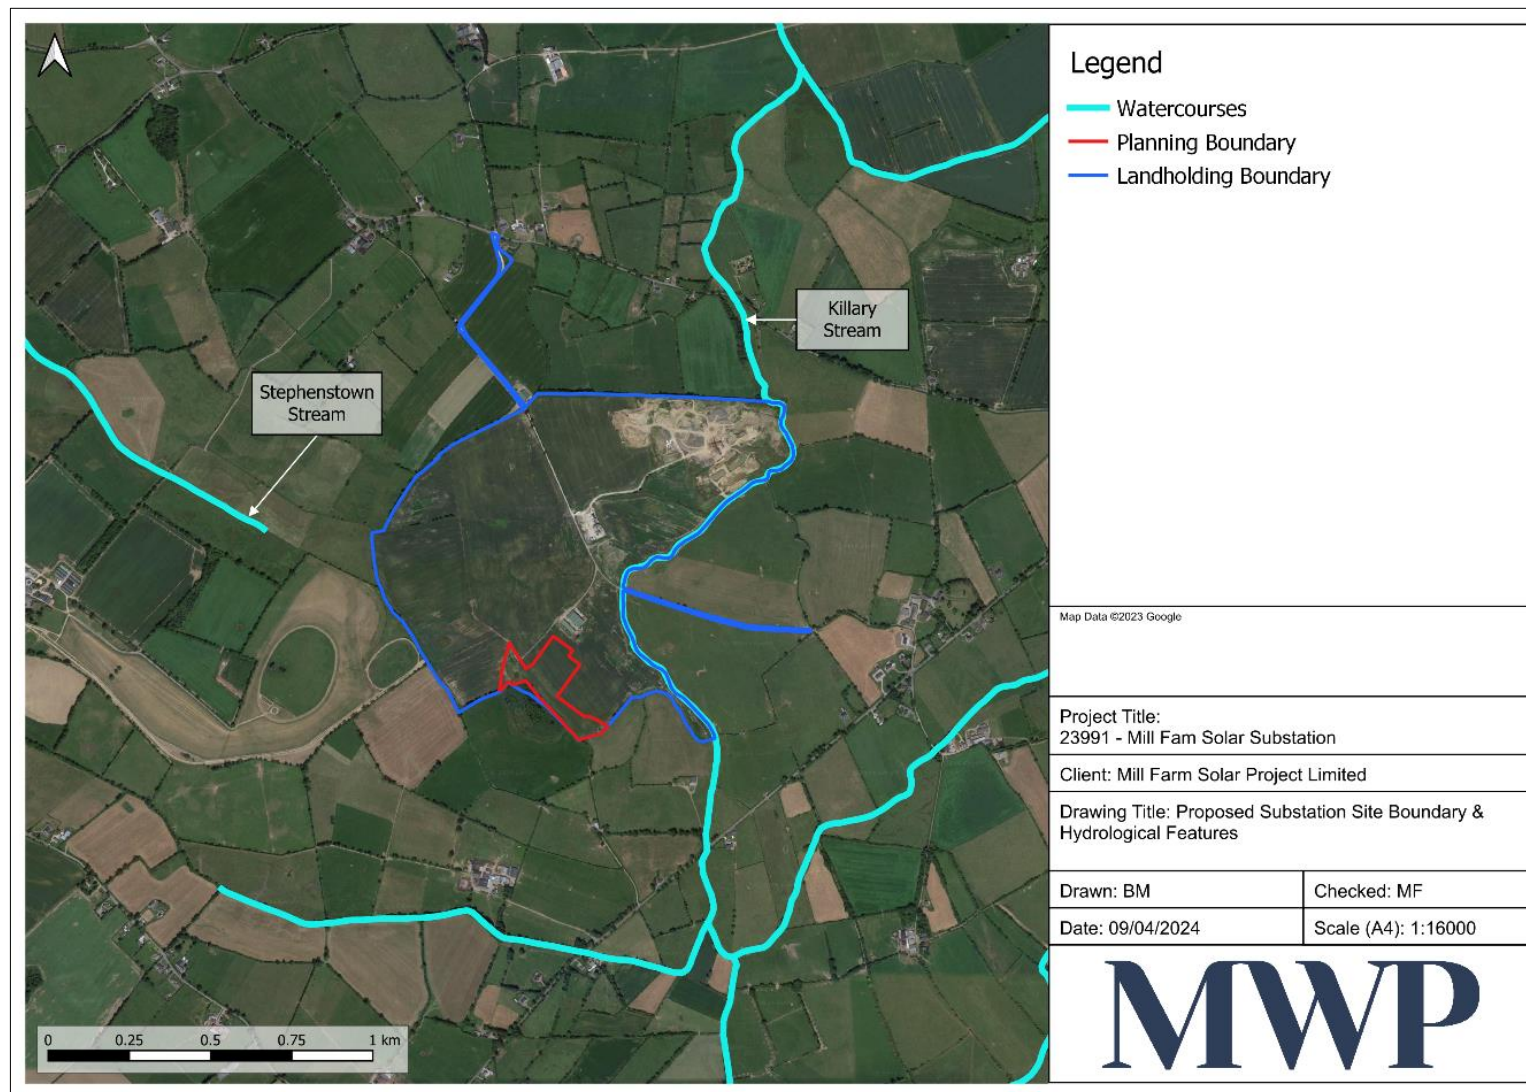 Legend
Watercourses
Planning Boundary
Landholding Boundary
Killary
Stream
Stephenstown
Stream
Map Data ©2023 Google
Project Title:
23991 - Mill Fam Solar Substation
Client: Mill Farm Solar Project Limited
Drawing Title: Proposed Substation Site Boundary &
Hydrological Features
Drawn: BM
Checked: MF
Date: 09/04/2024
Scale (A4): 1:16000
MWP
0 0.25 0.5 0.75 1 km